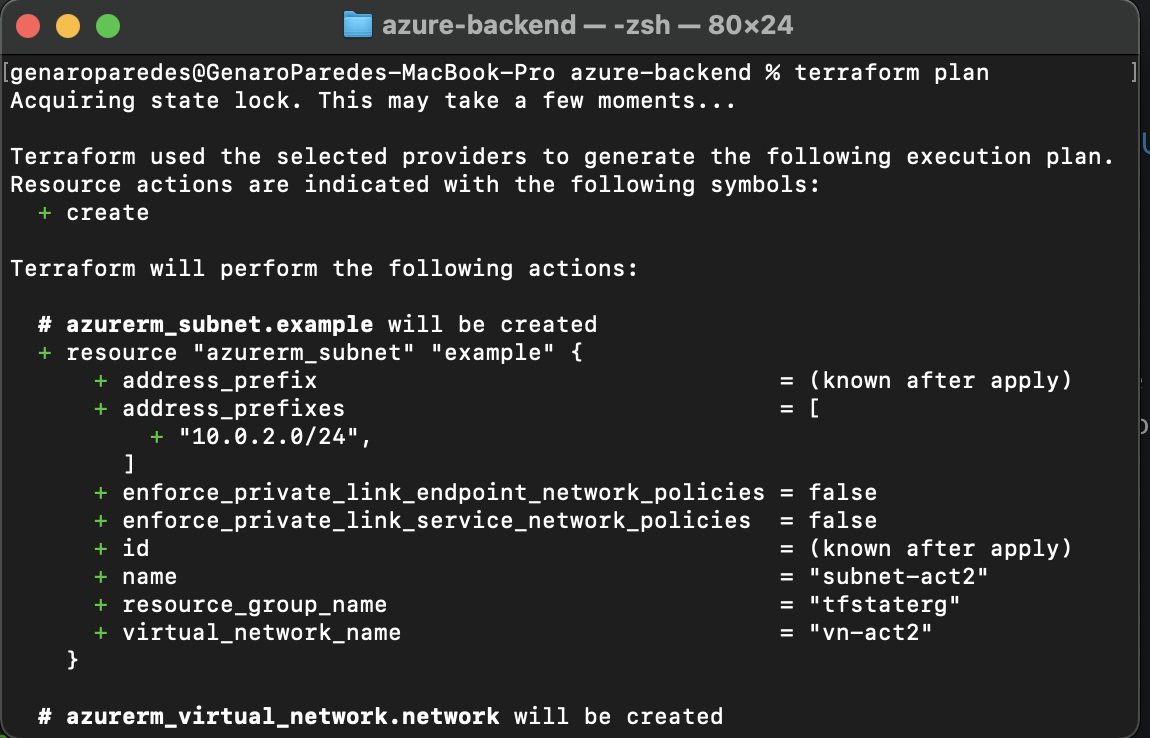 azure-backend — -zsh — 80×24
[genaroparedes@GenaroParedes-MacBook-Pro azure-backend % terraform plan ]
Acquiring state lock. This may take a few moments...
Terraform used the selected providers to generate the following execution plan.
Resource actions are indicated with the following symbols:
  + create
Terraform will perform the following actions:
  # azurerm_subnet.example will be created
  + resource "azurerm_subnet" "example" {
      + address_prefix                                 = (known after apply)
      + address_prefixes                               = [
          + "10.0.2.0/24",
        ]
      + enforce_private_link_endpoint_network_policies = false
      + enforce_private_link_service_network_policies  = false
      + id                                             = (known after apply)
      + name                                           = "subnet-act2"
      + resource_group_name                            = "tfstaterg"
      + virtual_network_name                           = "vn-act2"
    }
  # azurerm_virtual_network.network will be created